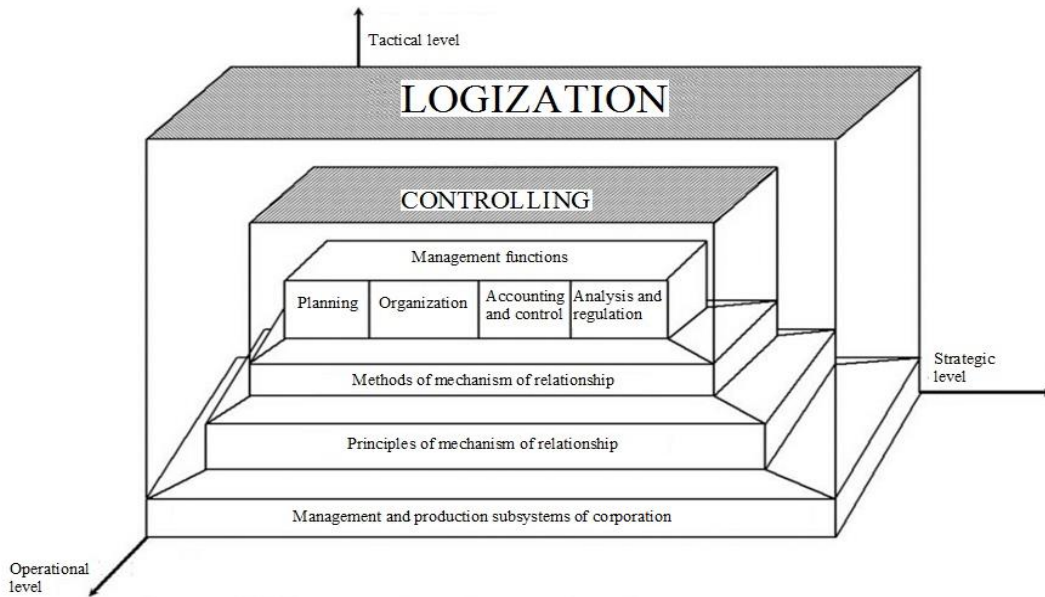 Tactical level
LOGIZATION
CONTROLLING
Management functions
Planning
Organization
Accounting
and control
Analysis and
regulation
Strategic
level
Methods of mechanism of relationship
Principles of mechanism of relationship
Management and production subsystems of corporation
Operational
level